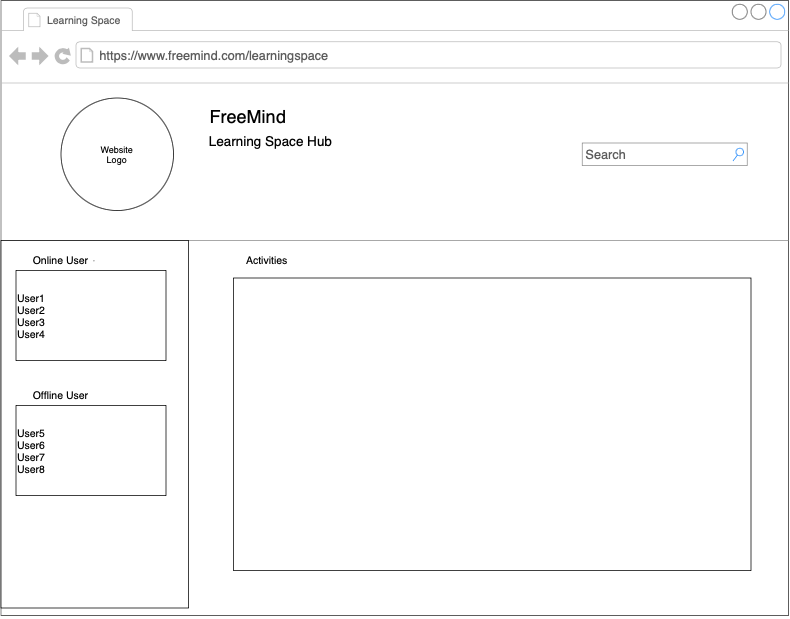 Learning Space
https://www.freemind.com/learningspace
Website
Logo
FreeMind
Learning Space Hub
Search
Online User
User1
User2
User3
User4
Offline User
User5
User6
User7
User8
Activities